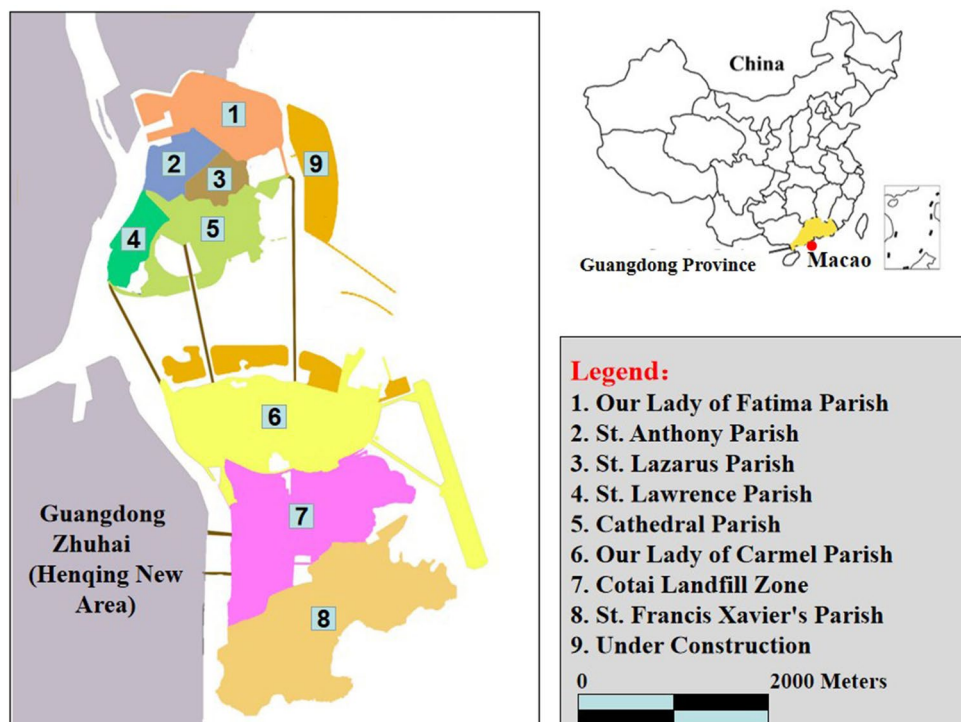 1
2
3
9
4
5
6
7
8
Guangdong
Zhuhai
(Henqing New
Area)
China
Guangdong Province
Macao
Legend：
1. Our Lady of Fatima Parish
2. St. Anthony Parish
3. St. Lazarus Parish
4. St. Lawrence Parish
5. Cathedral Parish
6. Our Lady of Carmel Parish
7. Cotai Landfill Zone
8. St. Francis Xavier's Parish
9. Under Construction
0 2000 Meters